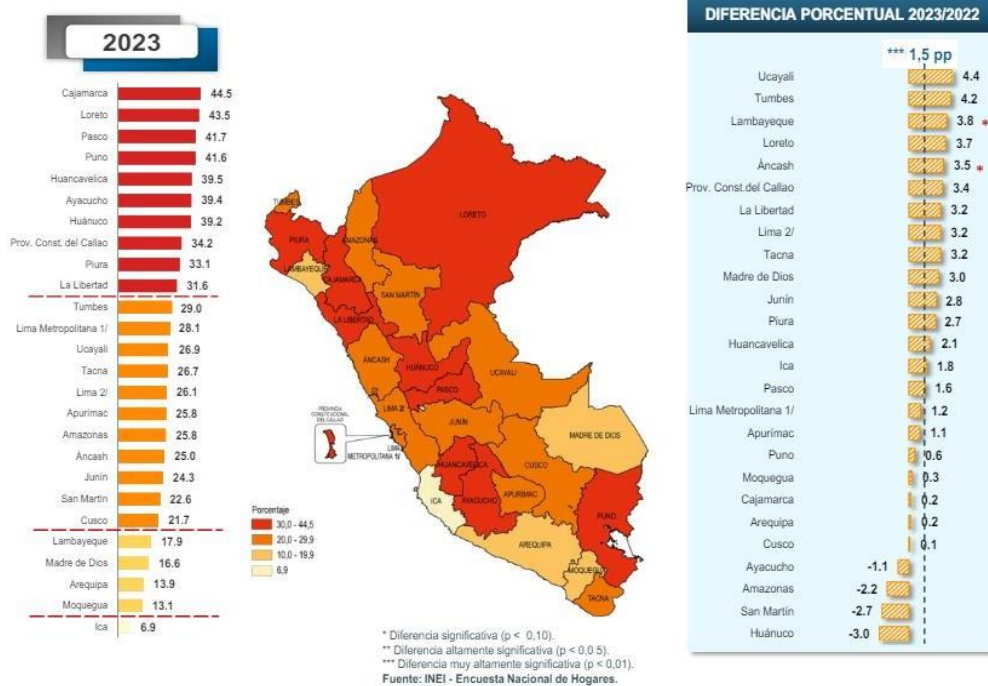 2023
Cajamarca 44.5
Loreto 43.5
Pasco 41.7
Puno 41.6
Huancavelica 39.5
Ayacucho 39.4
Huánuco 39.2
Prov. Const. del Callao 34.2
Piura 33.1
La Libertad 31.6
Tumbes 29.0
Lima Metropolitana 1/ 28.1
Ucayali 26.9
Tacna 26.7
Lima 2/ 26.1
Apurímac 25.8
Amazonas 25.8
Áncash 25.0
Junín 24.3
San Martín 22.6
Cusco 21.7
Lambayeque 17.9
Madre de Dios 16.6
Arequipa 13.9
Moquegua 13.1
Ica 6.9
TUMBES
LORETO
PIURA
AMAZONAS
LAMBAYEQUE
CAJAMARCA
SAN MARTÍN
LA LIBERTAD
ÁNCASH
HUÁNUCO
UCAYALI
PASCO
LIMA 2/
JUNÍN
PROVINCIA
CONSTITUCIONAL
DEL CALLAO
LIMA
METROPOLITANA 1/
MADRE DE DIOS
HUANCAVELICA
CUSCO
ICA
AYACUCHO
APURÍMAC
PUNO
AREQUIPA
MOQUEGUA
TACNA
Porcentaje
30,0 - 44,5
20,0 - 29,9
10,0 - 19,9
6,9
* Diferencia significativa (p < 0,10).
** Diferencia altamente significativa (p < 0,0 5).
*** Diferencia muy altamente significativa (p < 0,01).
Fuente: INEI - Encuesta Nacional de Hogares.
DIFERENCIA PORCENTUAL 2023/2022
*** 1,5 pp
Ucayali 4.4
Tumbes 4.2
Lambayeque 3.8 *
Loreto 3.7
Áncash 3.5 *
Prov. Const.del Callao 3.4
La Libertad 3.2
Lima 2/ 3.2
Tacna 3.2
Madre de Dios 3.0
Junín 2.8
Piura 2.7
Huancavelica 2.1
Ica 1.8
Pasco 1.6
Lima Metropolitana 1/ 1.2
Apurímac 1.1
Puno 0.6
Moquegua 0.3
Cajamarca 0.2
Arequipa 0.2
Cusco 0.1
Ayacucho -1.1
Amazonas -2.2
San Martín -2.7
Huánuco -3.0